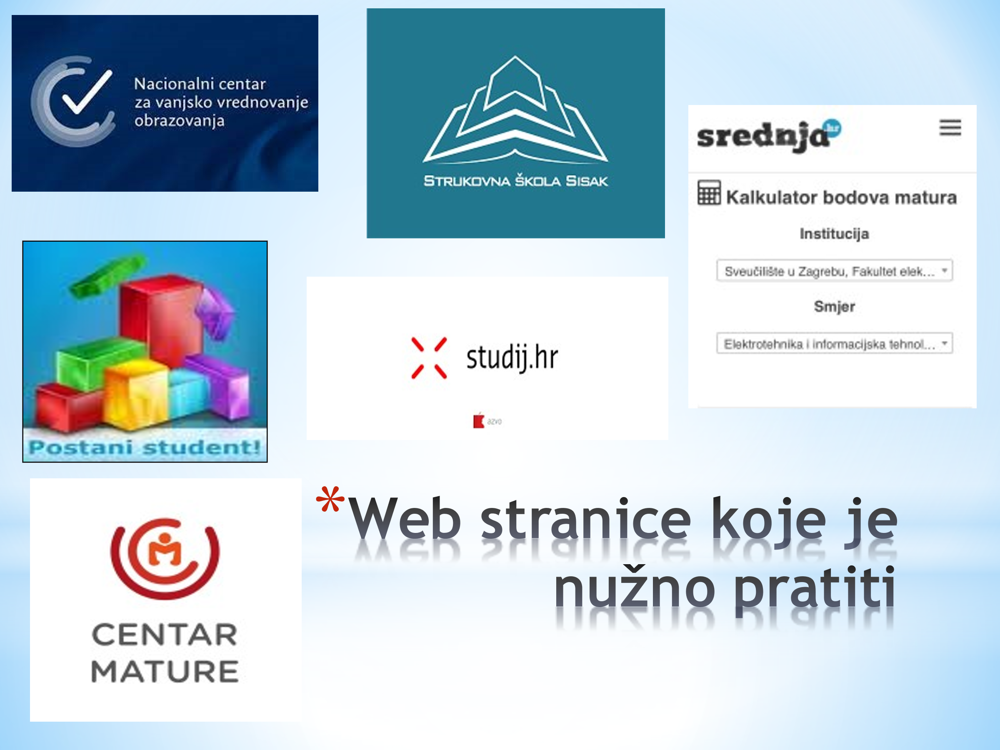 Nacionalni centar
za vanjsko vrednovanje
obrazovanja
STRUKOVNA ŠKOLA SISAK
srednja.hr
Kalkulator bodova matura
Institucija
Sveučilište u Zagrebu, Fakultet elek...
Smjer
Elektrotehnika i informacijska tehnol...
Postani student!
studij.hr
azvo
CENTAR
MATURE
*Web stranice koje je
nužno pratiti